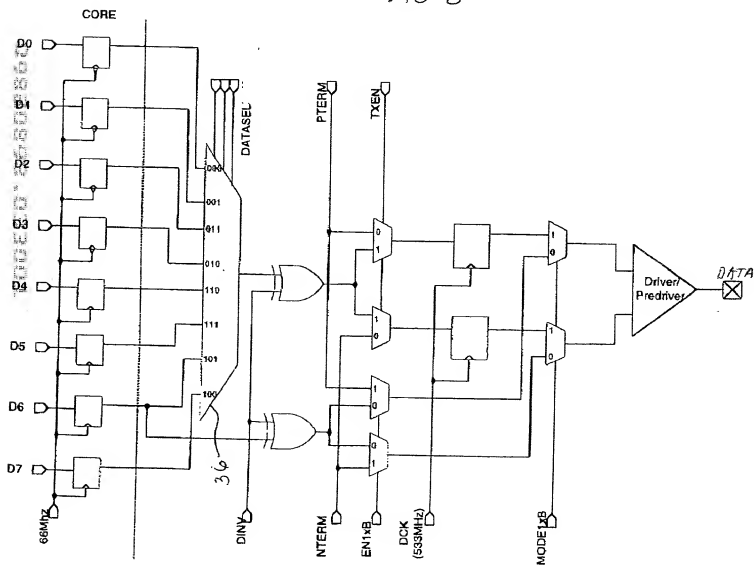 CORE
D0
D1
D2
D3
D4
D5
D6
D7
66Mhz
000
001
011
010
110
111
101
100
36
DATASEL
DINV
PTERM
TXEN
0
1
1
0
1
0
0
1
NTERM
EN1xB
DCK
(533MHz)
1
0
1
0
MODE1xB
Driver/
Predriver
DATA